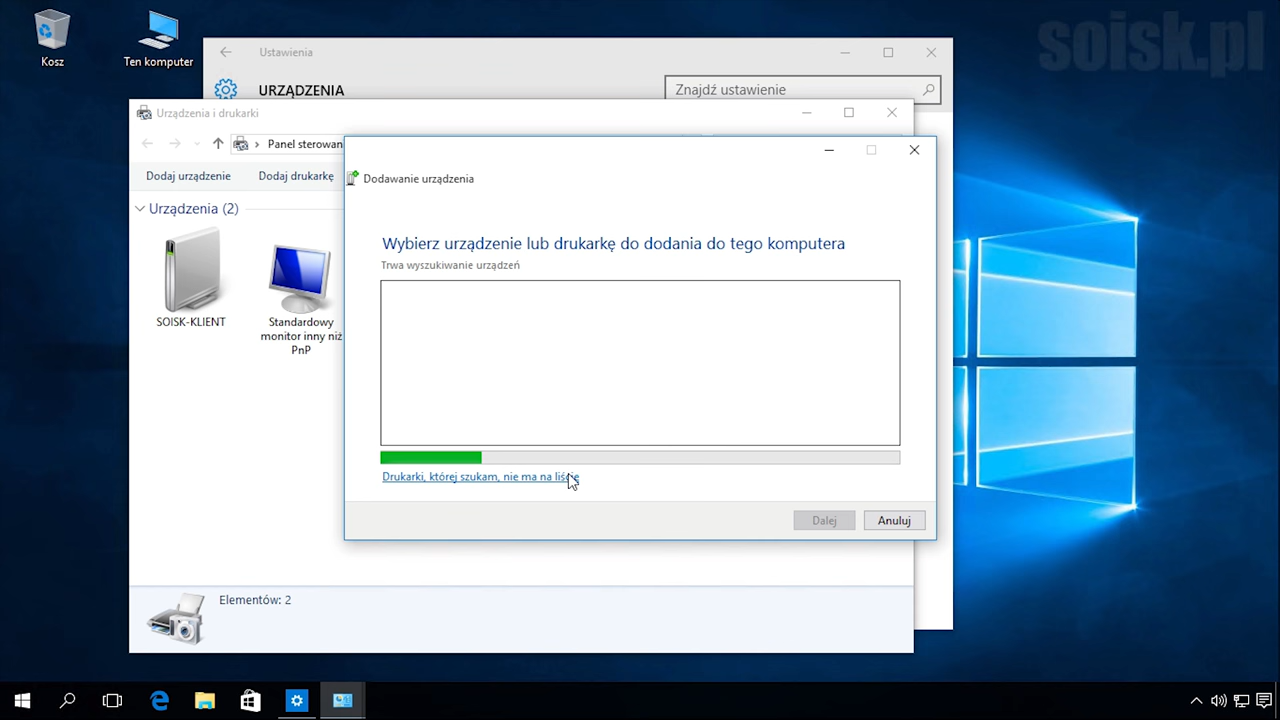 Kosz
Ten komputer
soisk.pl
Ustawienia
URZĄDZENIA
Znajdź ustawienie
Urządzenia i drukarki
Panel sterowan
Dodaj urządzenie
Dodaj drukarkę
Urządzenia (2)
SOISK-KLIENT
Standardowy
monitor inny niż
PnP
Dodawanie urządzenia
Wybierz urządzenie lub drukarkę do dodania do tego komputera
Trwa wyszukiwanie urządzeń
Drukarki, której szukam, nie ma na liście
Dalej
Anuluj
Elementów: 2